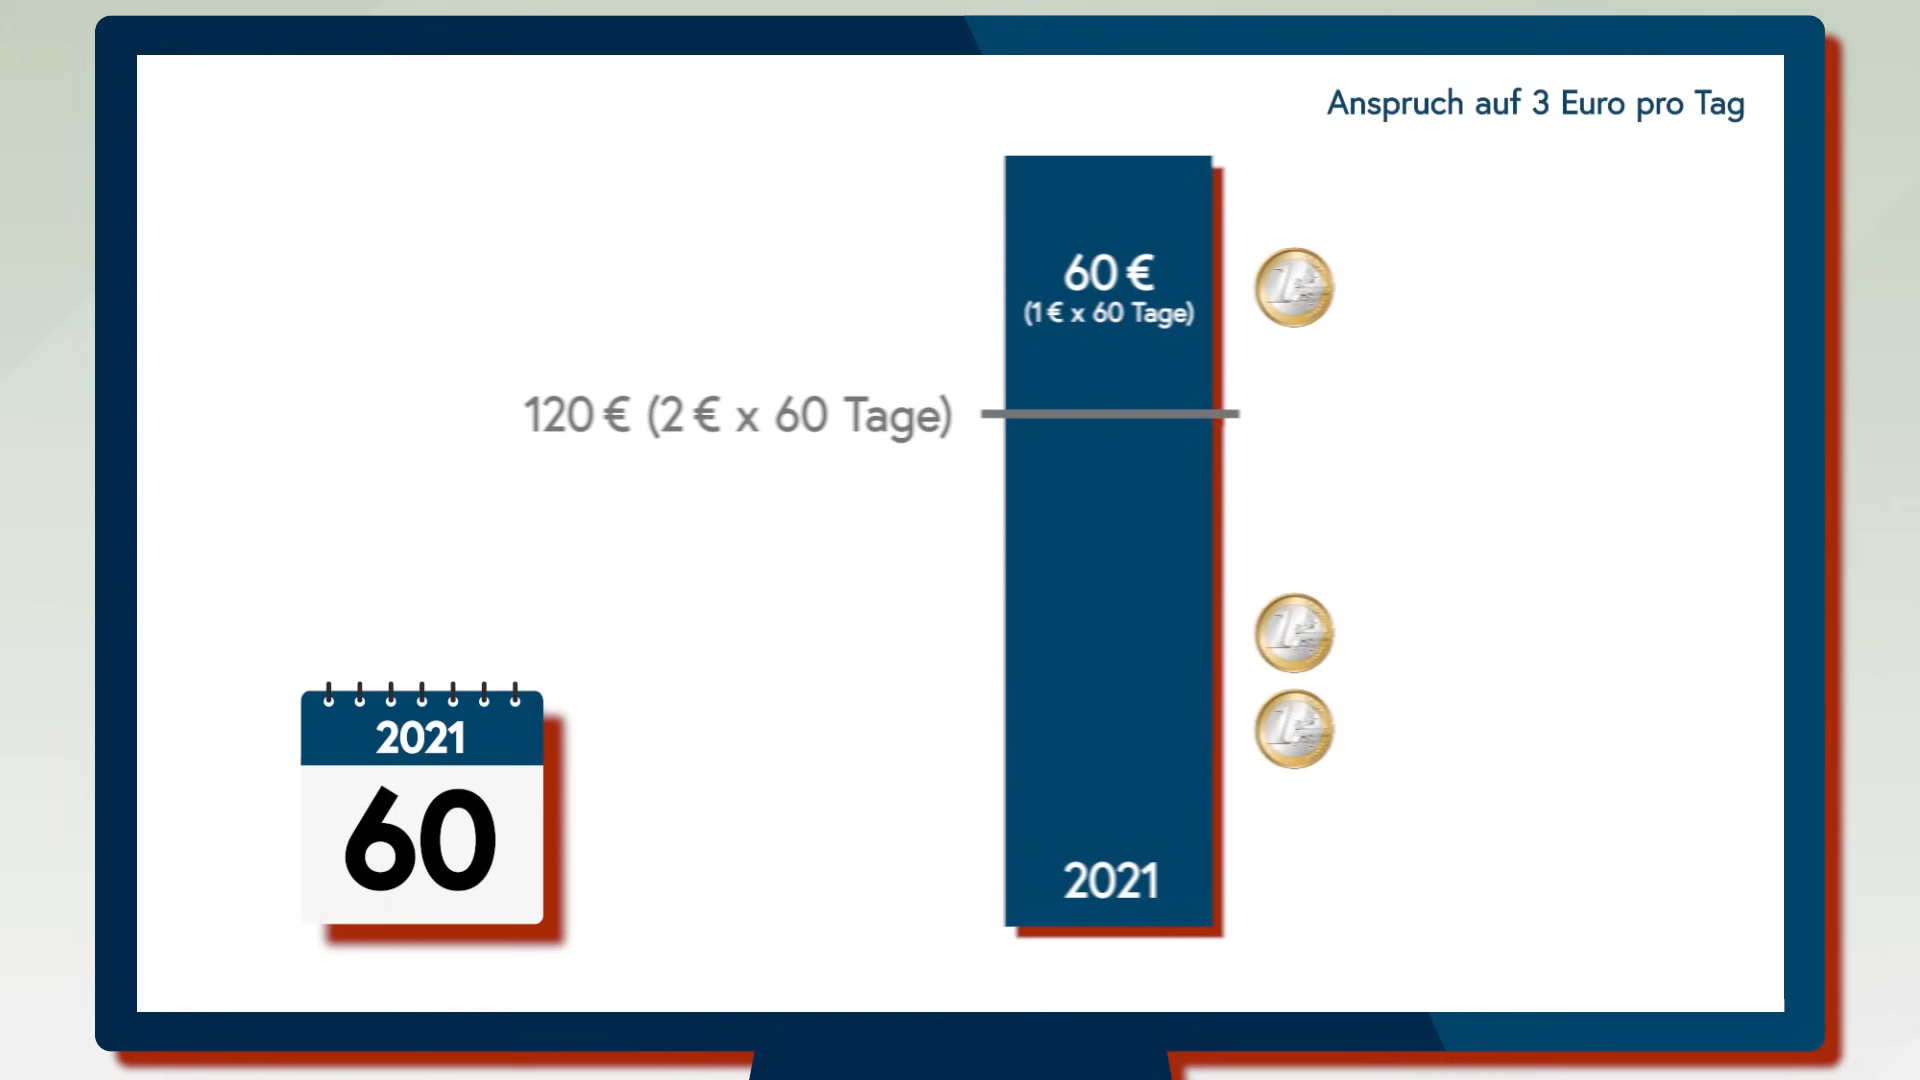 Anspruch auf 3 Euro pro Tag
60 €
(1 € x 60 Tage)
120 € (2 € x 60 Tage)
2021
60
2021